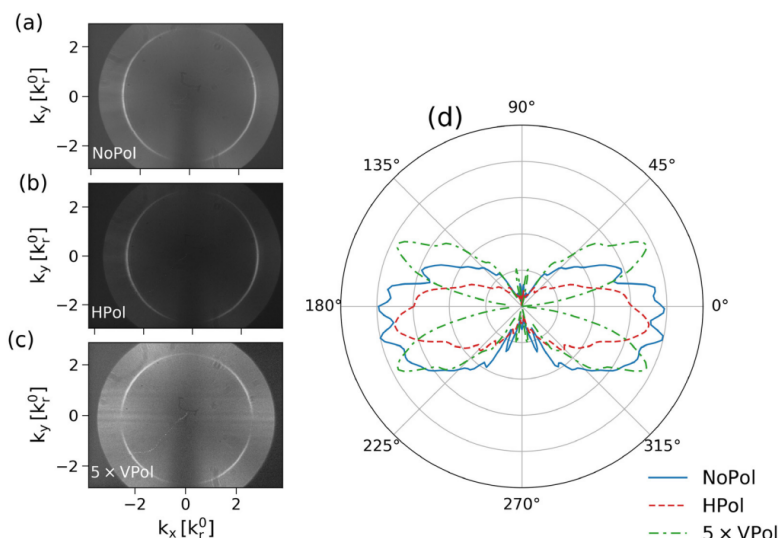 (a)
2
0
−2
k_y [k_r^0]
NoPol
(b)
2
0
−2
k_y [k_r^0]
HPol
(c)
2
0
−2
k_y [k_r^0]
5 × VPol
−2
0
2
k_x [k_r^0]
(d)
90°
135°
45°
180°
0°
225°
315°
270°
NoPol
HPol
5 × VPol